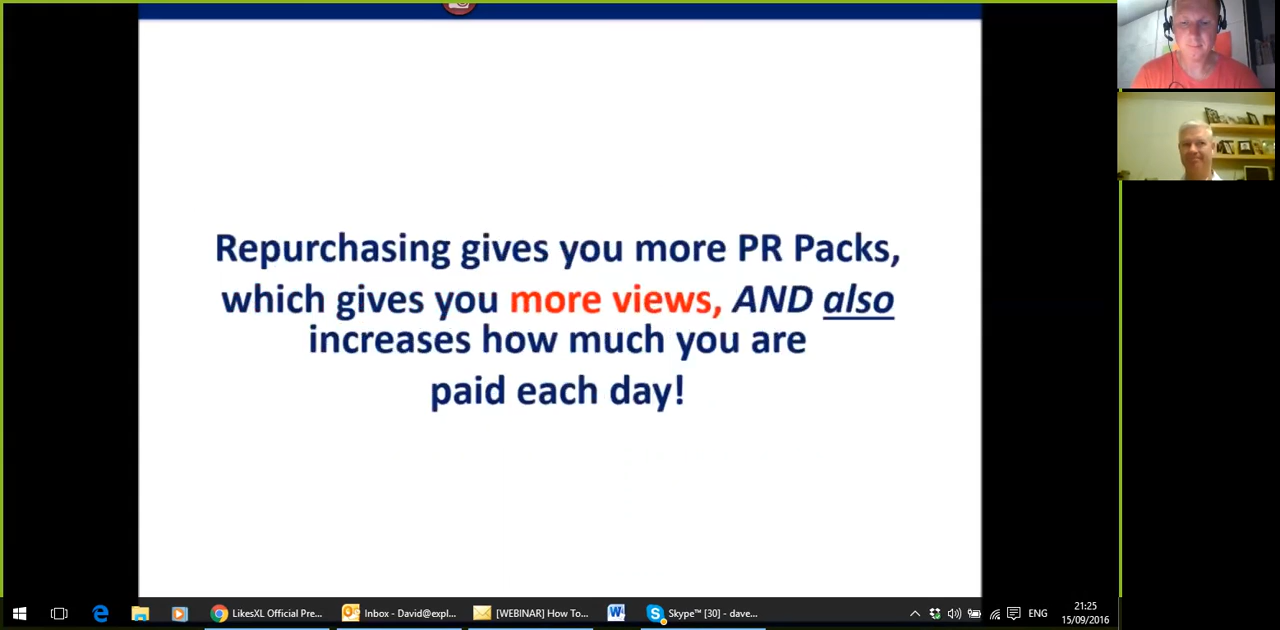 Repurchasing gives you more PR Packs,
which gives you more views, AND also
increases how much you are
paid each day!
LikesXL Official Pre...
Inbox - David@expl...
[WEBINAR] How To...
Skype™ [30] - dave...
ENG
21:25
15/09/2016